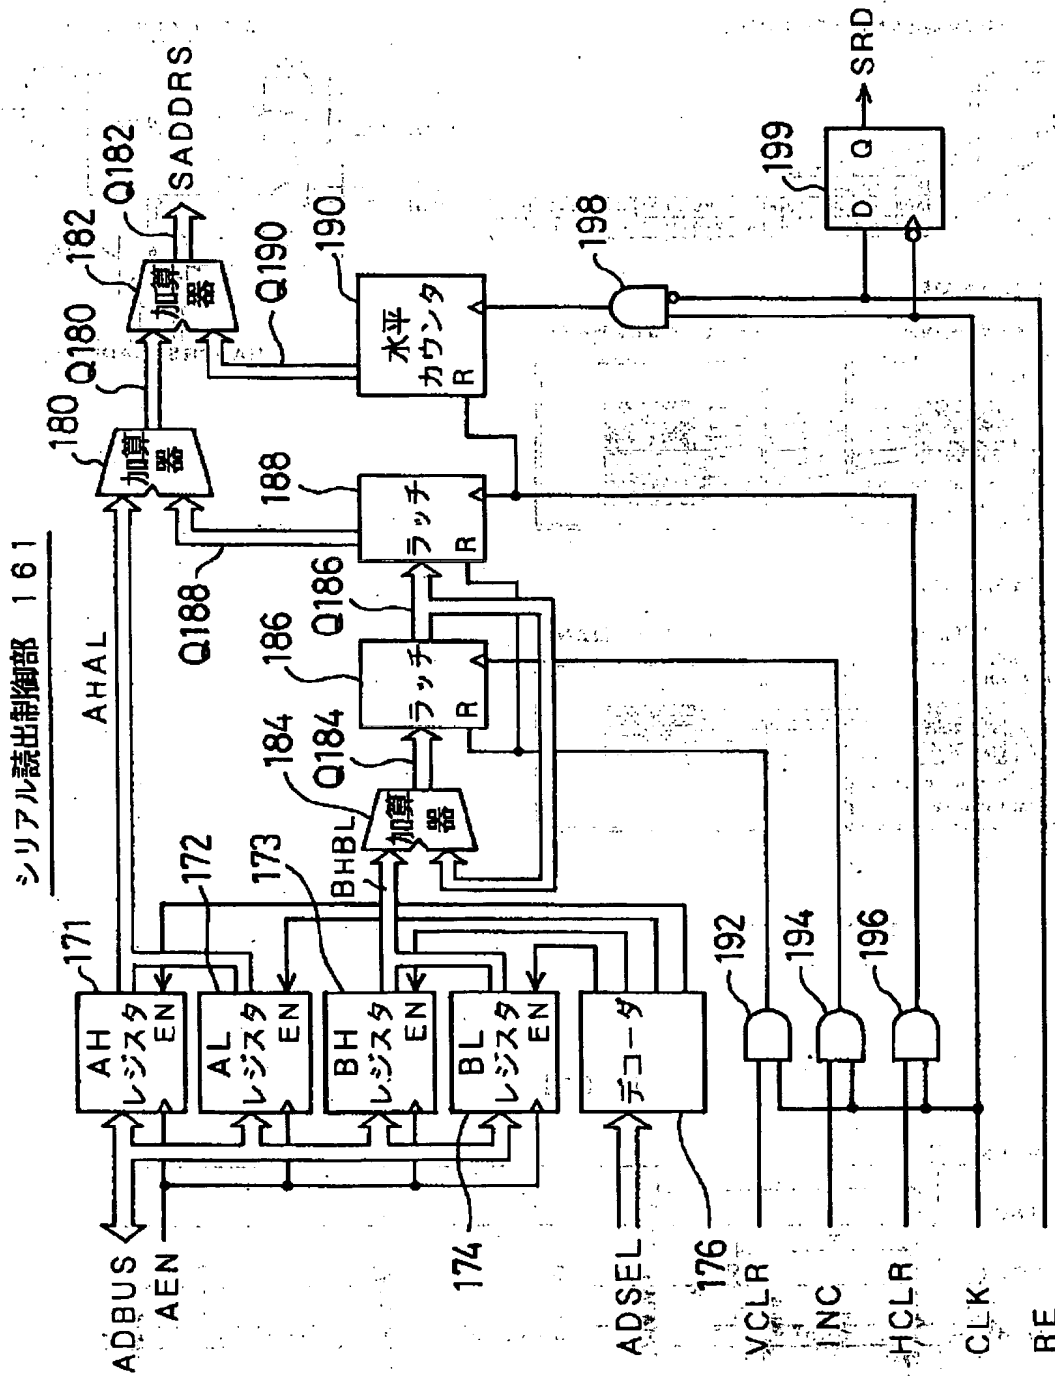 シリアル読出制御部 161
ADBUS
AEN
AH
レジスタ
EN
171
AL
レジスタ
EN
172
BH
レジスタ
EN
173
BL
レジスタ
EN
174
ADSEL
デコーダ
176
AHAL
BHBL
加算器
184
Q184
ラッチ
R
186
Q186
ラッチ
R
188
Q188
加算器
180
Q180
加算器
182
Q182
SADDRS
水平
カウンタ
R
190
Q190
VCLR
192
INC
194
HCLR
196
CLK
RE
198
D
Q
199
SRD